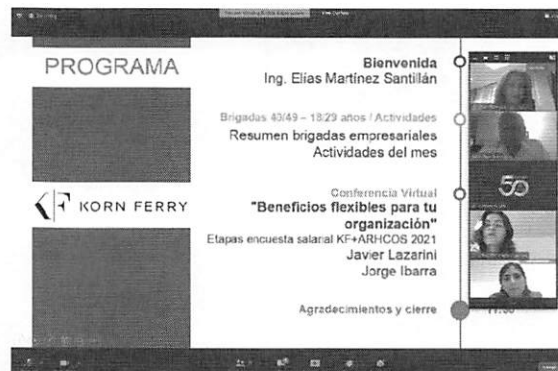 PROGRAMA
KORN FERRY
Bienvenida
Ing. Elías Martínez Santillán
Brigadas 40/49 – 18/29 años / Actividades
Resumen brigadas empresariales
Actividades del mes
Conferencia Virtual
"Beneficios flexibles para tu
organización"
Etapas encuesta salarial KF+ARHCOS 2021
Javier Lazarini
Jorge Ibarra
Agradecimientos y cierre
50